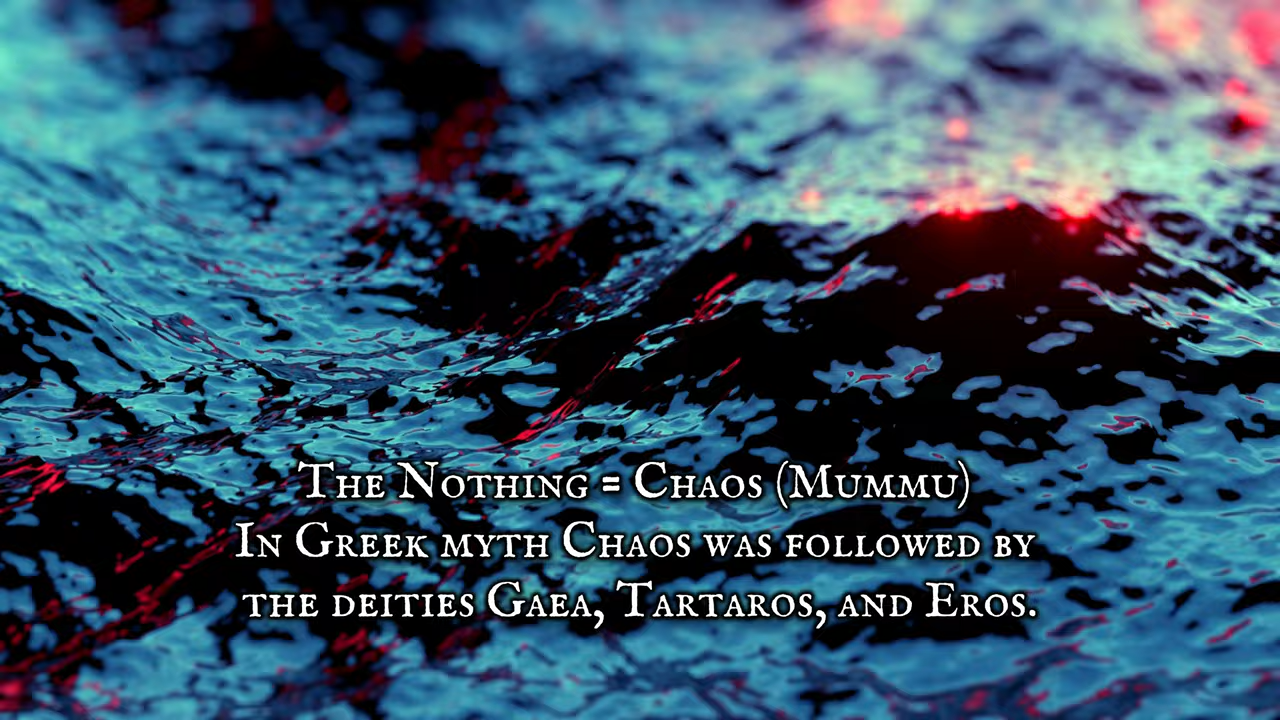 The Nothing = Chaos (Mummu)
In Greek myth Chaos was followed by
the deities Gaea, Tartaros, and Eros.